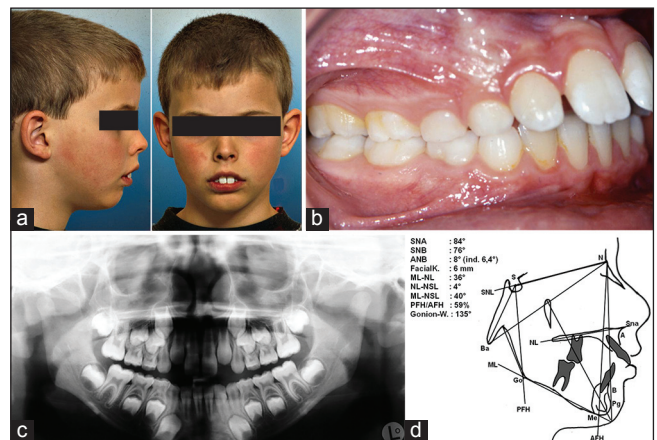 a
b
SNA : 84°
SNB : 76°
ANB : 8° (ind. 6,4°)
FacialK. : 6 mm
ML-NL : 36°
NL-NSL : 4°
ML-NSL : 40°
PFH/AFH : 59%
Gonion-W. : 135°
N
S
SNL
Sna
NL
A
Ba
ML
Go
B
Pg
Me
PFH
AFH
c
d